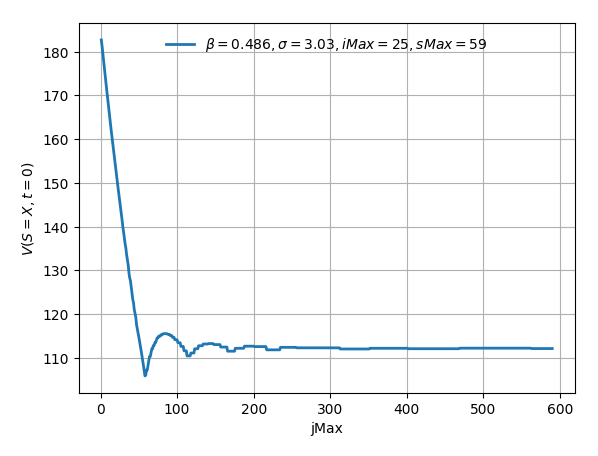 β = 0.486, σ = 3.03, iMax = 25, sMax = 59
180
170
160
150
140
130
120
110
V(S = X, t = 0)
0 100 200 300 400 500 600
jMax